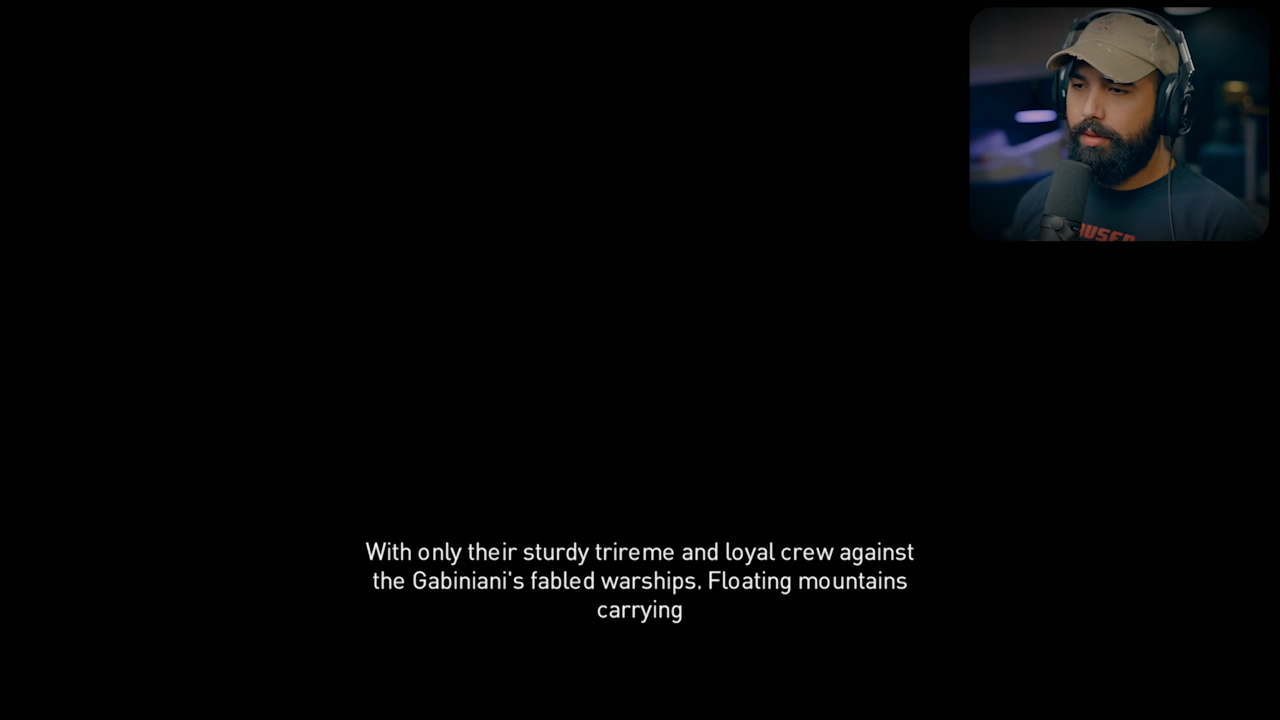 With only their sturdy trireme and loyal crew against
the Gabiniani's fabled warships. Floating mountains
carrying